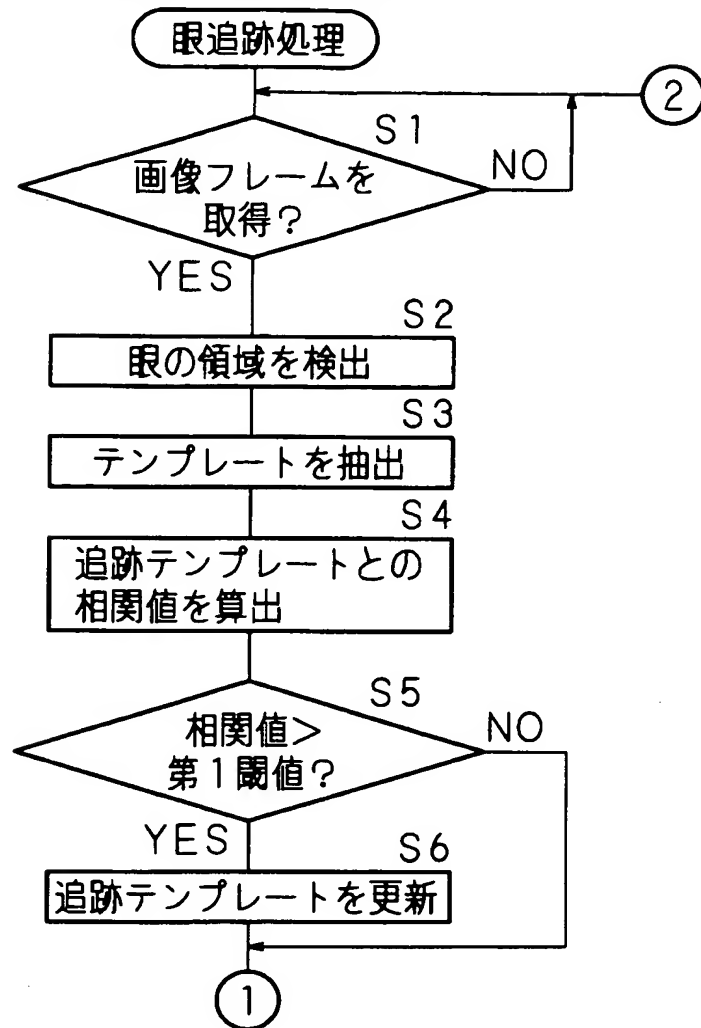 眼追跡処理
2
S1
画像フレームを
取得?
NO
YES
S2
眼の領域を検出
S3
テンプレートを抽出
S4
追跡テンプレートとの
相関値を算出
S5
相関値>
第1閾値?
NO
YES
S6
追跡テンプレートを更新
1